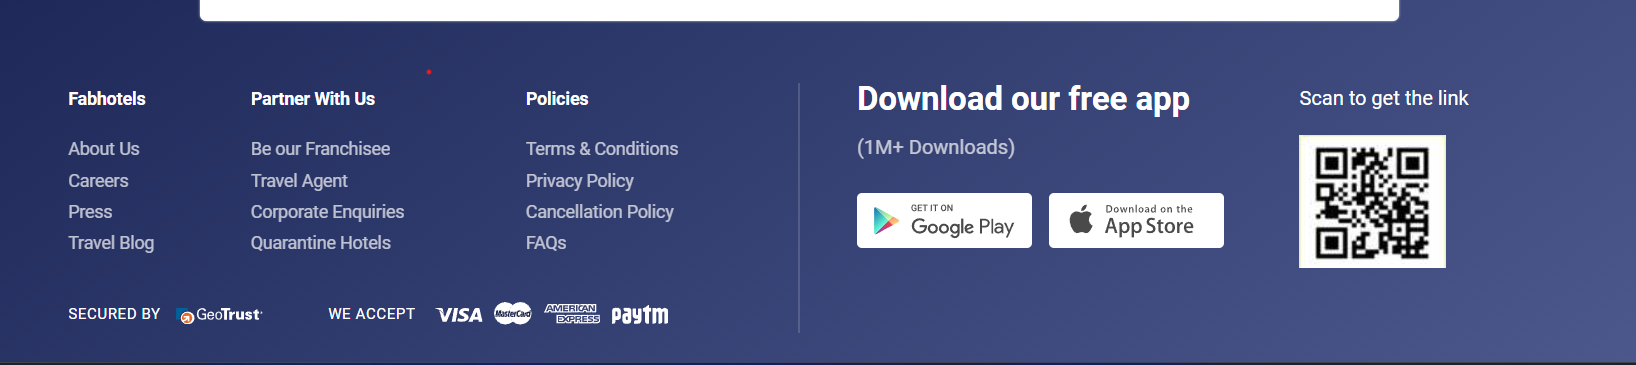 Fabhotels
About Us
Careers
Press
Travel Blog
Partner With Us
Be our Franchisee
Travel Agent
Corporate Enquiries
Quarantine Hotels
Policies
Terms & Conditions
Privacy Policy
Cancellation Policy
FAQs
SECURED BY GeoTrust
WE ACCEPT VISA MasterCard AMERICAN EXPRESS paytm
Download our free app
(1M+ Downloads)
GET IT ON
Google Play
Download on the
App Store
Scan to get the link